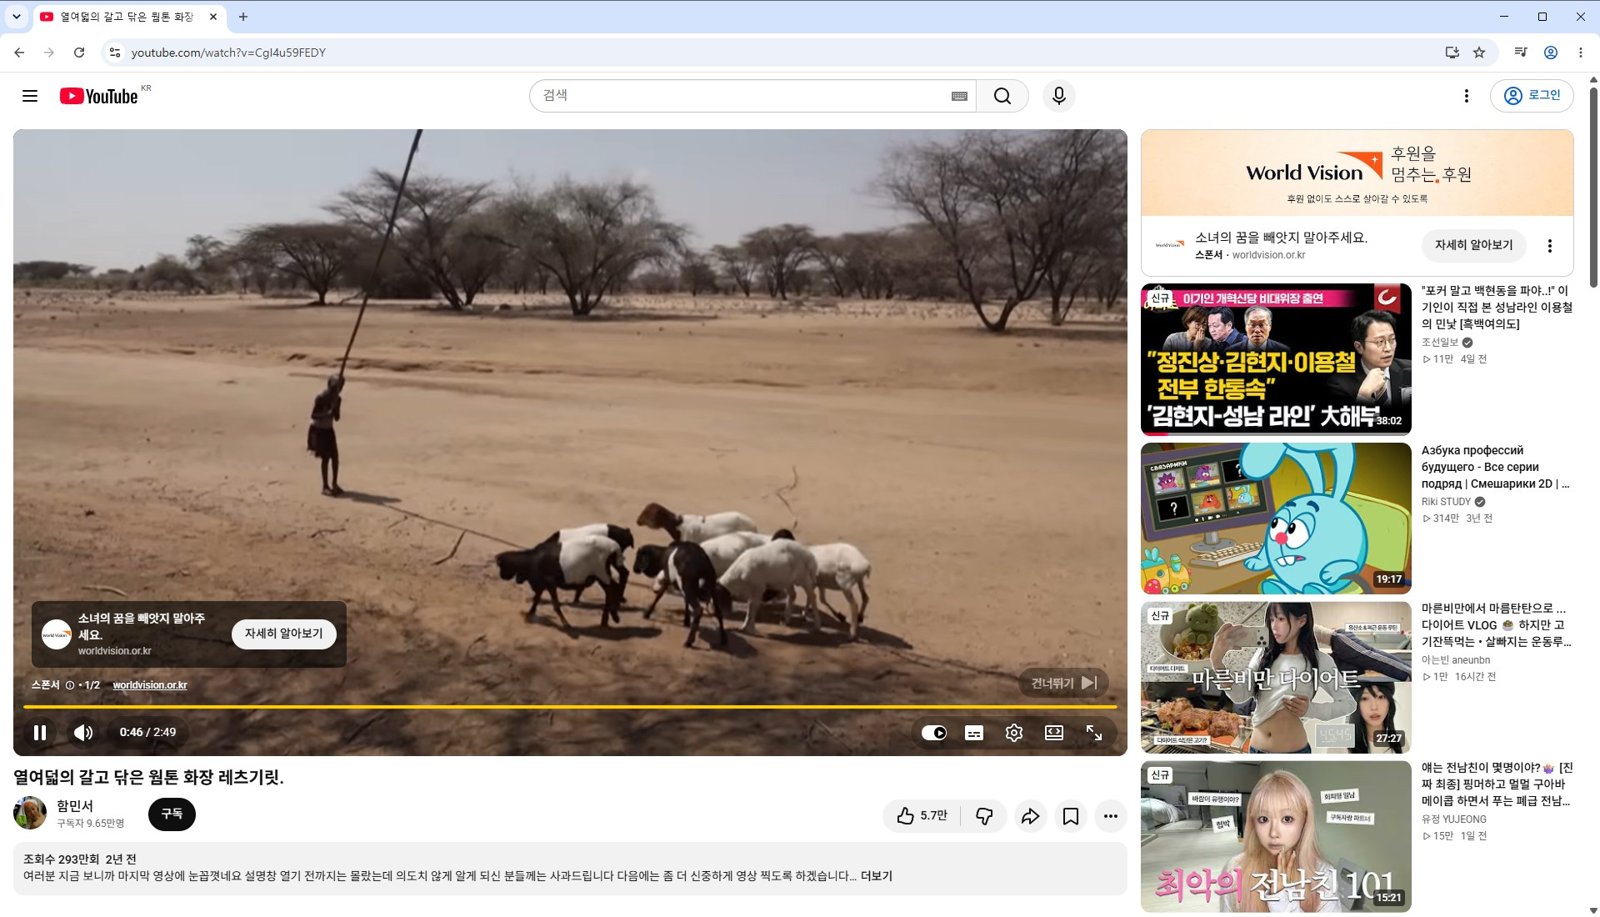 열여덟의 갈고 닦은 웜톤 화장
youtube.com/watch?v=CgI4u59FEDY
YouTube KR
검색
로그인
소녀의 꿈을 빼앗지 말아주
세요.
worldvision.or.kr
자세히 알아보기
스폰서 · 1/2 worldvision.or.kr
건너뛰기
0:46 / 2:49
열여덟의 갈고 닦은 웜톤 화장 레츠기릿.
함민서
구독자 9.65만명
구독
5.7만
조회수 293만회 2년 전
여러분 지금 보니까 마지막 영상에 눈꼽꼈네요 설명창 열기 전까지는 몰랐는데 의도치 않게 알게 되신 분들께는 사과드립니다 다음에는 좀 더 신중하게 영상 찍도록 하겠습니다... 더보기
World Vision
후원을
멈추는 후원
후원 없이도 스스로 살아갈 수 있도록
소녀의 꿈을 빼앗지 말아주세요.
스폰서 · worldvision.or.kr
자세히 알아보기
신규
이기인 개혁신당 비대위장 출연
"정진상·김현지·이용철
전부 한통속"
'김현지-성남 라인' 大해부
38:02
"포커 말고 백현동을 파야..!" 이
기인이 직접 본 성남라인 이용철
의 민낯 [흑백여의도]
조선일보
11만 4일 전
19:17
Азбука профессий
будущего - Все серии
подряд | Смешарики 2D | ...
Riki STUDY
314만 3년 전
신규
마른비만 다이어트
27:27
마른비만에서 마름탄탄으로 ...
다이어트 VLOG 하지만 고
기잔뜩먹는 • 살빠지는 운동루...
아는빈 aneunbn
1만 16시간 전
신규
바람이 유행이야?
협박
회피형 말남
구독자랑 파트너
최악의 전남친 101
15:21
얘는 전남친이 몇명이야? [진
짜 최종] 핑머하고 멀멀 구아바
메이콥 하면서 푸는 폐급 전남...
유정 YUJEONG
15만 1일 전